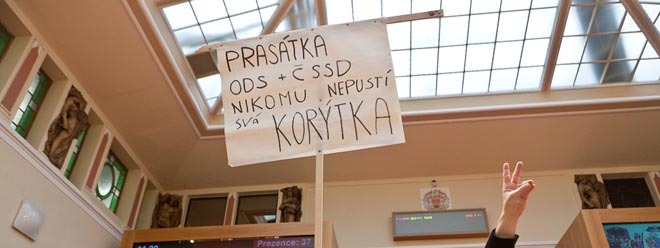 PRASÁTKA
ODS + ČSSD
NIKOMU NEPUSTÍ
SVÁ KORÝTKA
Prezence: 37